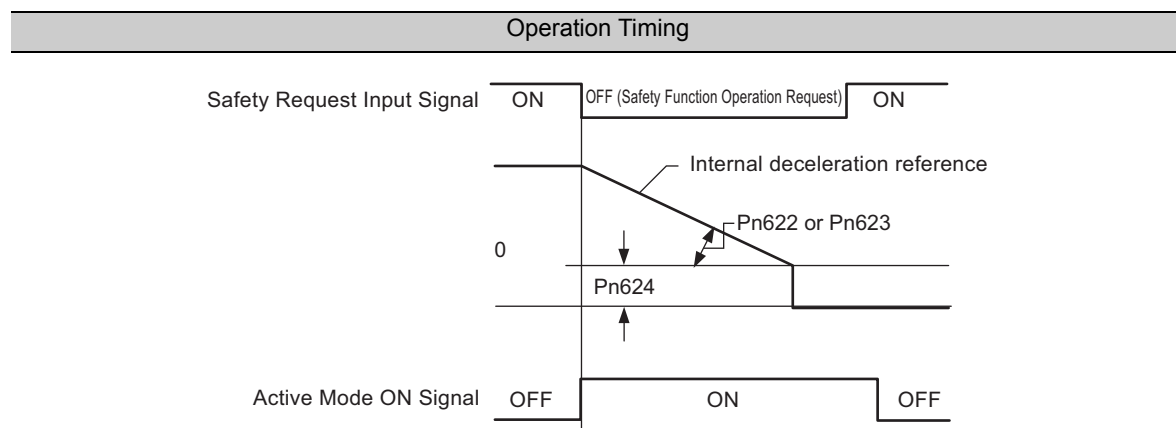 Operation Timing
Safety Request Input Signal ON OFF (Safety Function Operation Request) ON
Internal deceleration reference
Pn622 or Pn623
0
Pn624
Active Mode ON Signal OFF ON OFF